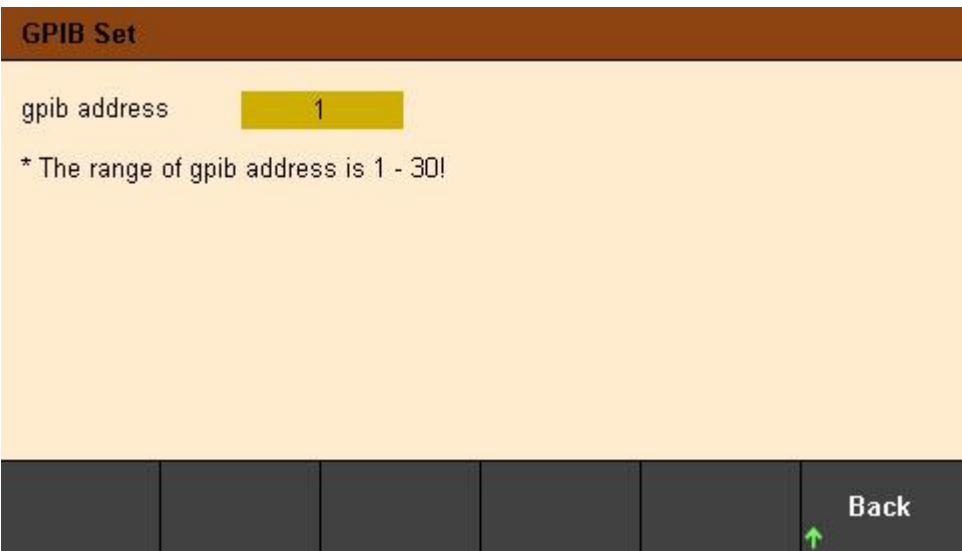 GPIB Set
gpib address 1
* The range of gpib address is 1 - 30!
Back